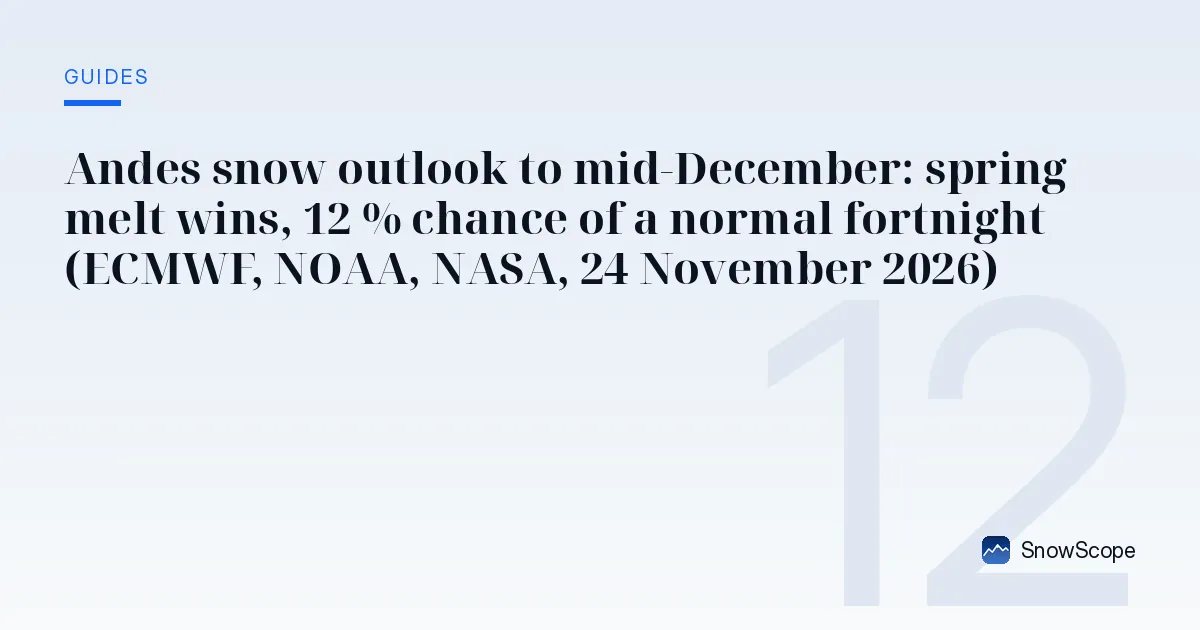 GUIDES
Andes snow outlook to mid-December: spring
melt wins, 12 % chance of a normal fortnight
(ECMWF, NOAA, NASA, 24 November 2026)
12
SnowScope